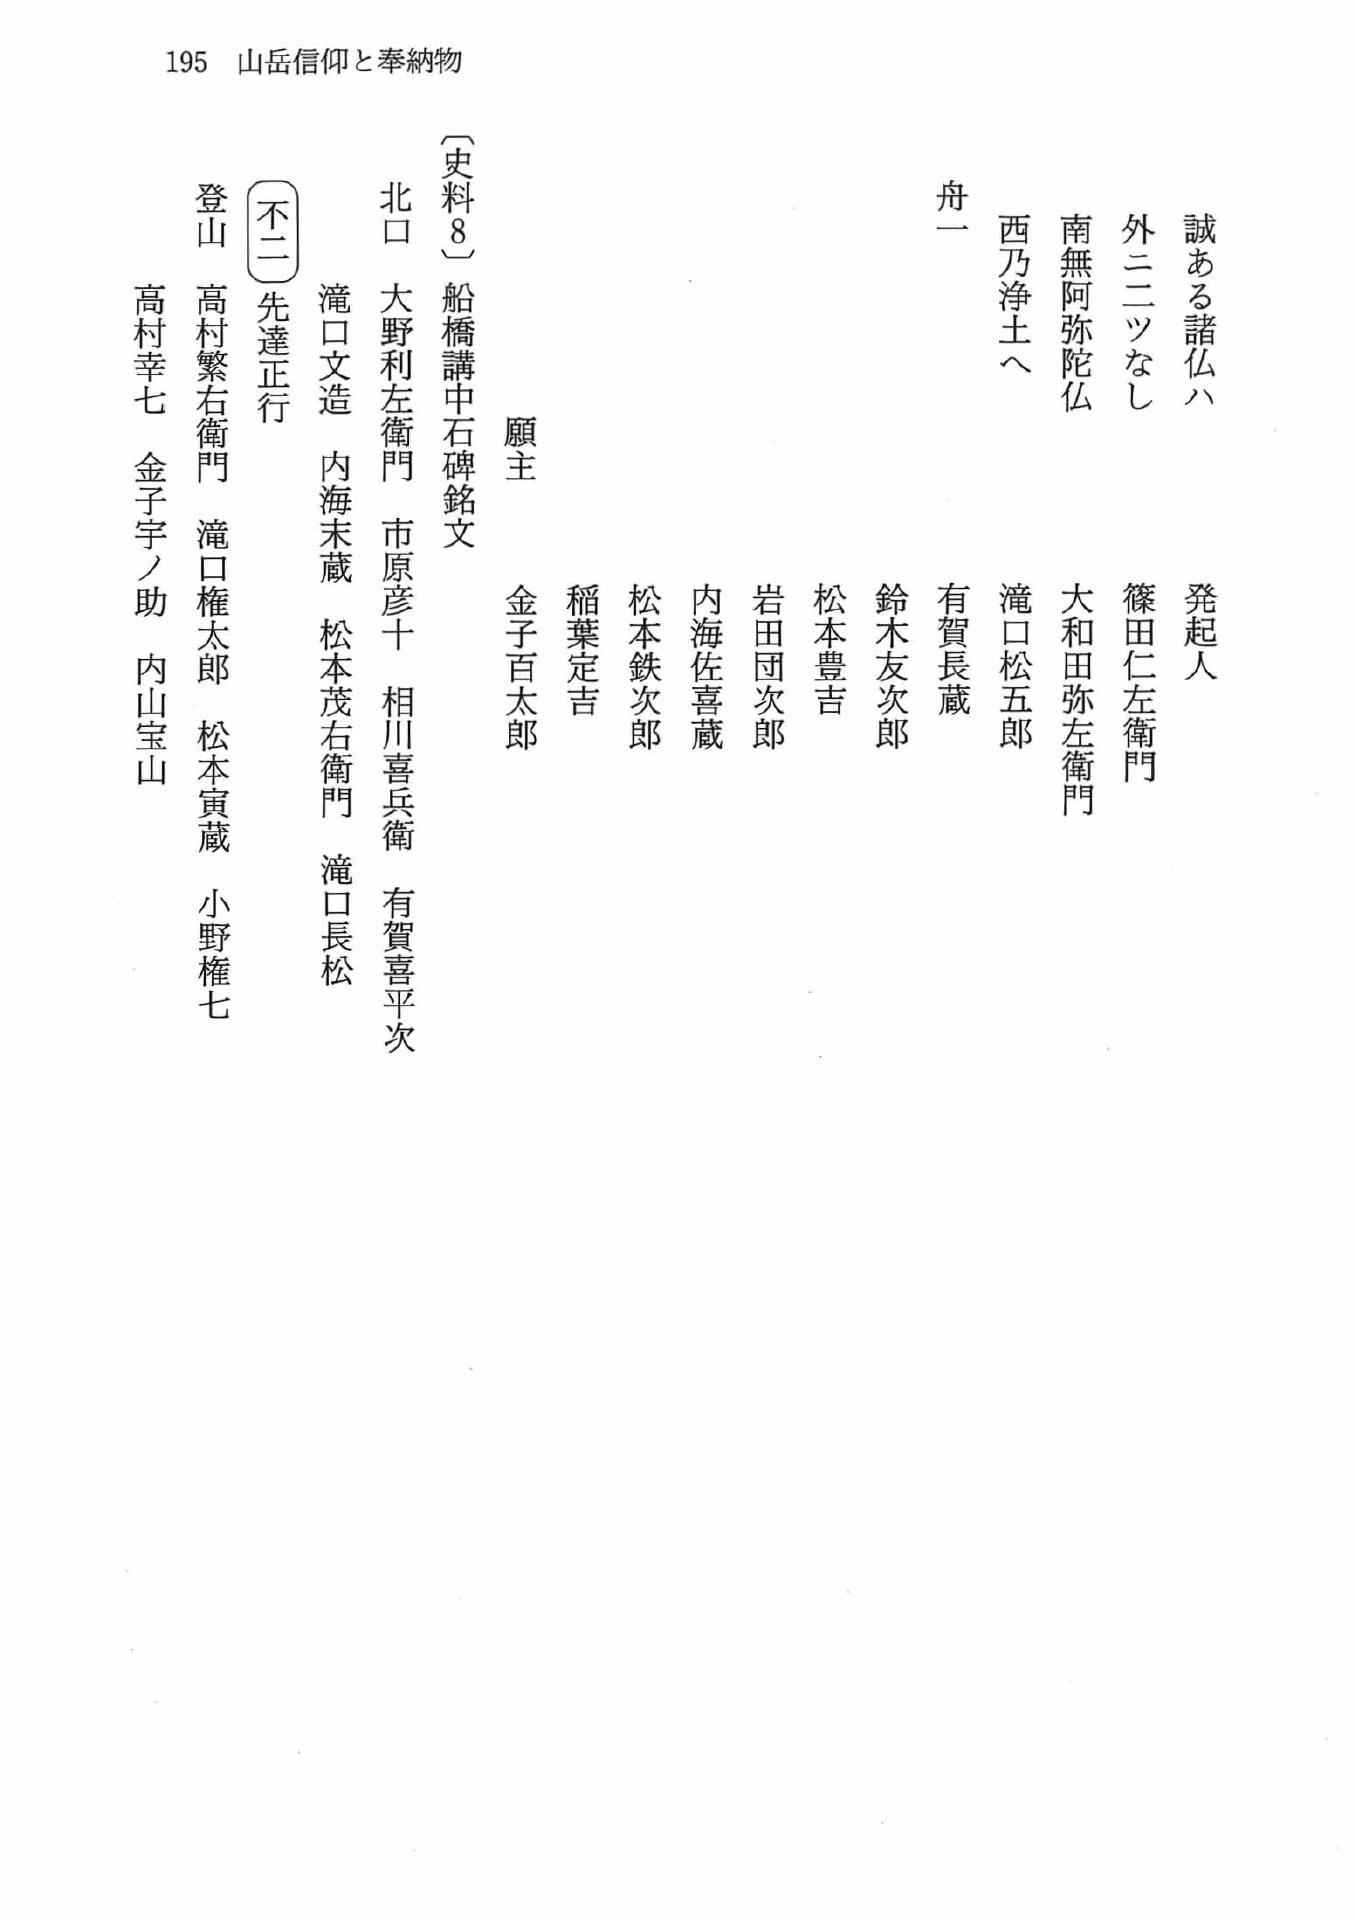 195　山岳信仰と奉納物
誠ある諸仏ハ　発起人
外ニ二ツなし　篠田仁左衛門
南無阿弥陀仏　大和田弥左衛門
西乃浄土へ　滝口松五郎
舟一　有賀長蔵
鈴木友次郎
松本豊吉
岩田団次郎
内海佐喜蔵
松本鉄次郎
稲葉定吉
願主　金子百太郎
〔史料8〕船橋講中石碑銘文
北口　大野利左衛門　市原彦十　相川喜兵衛　有賀喜平次
滝口文造　内海末蔵　松本茂右衛門　滝口長松
不二　先達正行
登山　高村繁右衛門　滝口権太郎　松本寅蔵　小野権七
高村幸七　金子宇ノ助　内山宝山